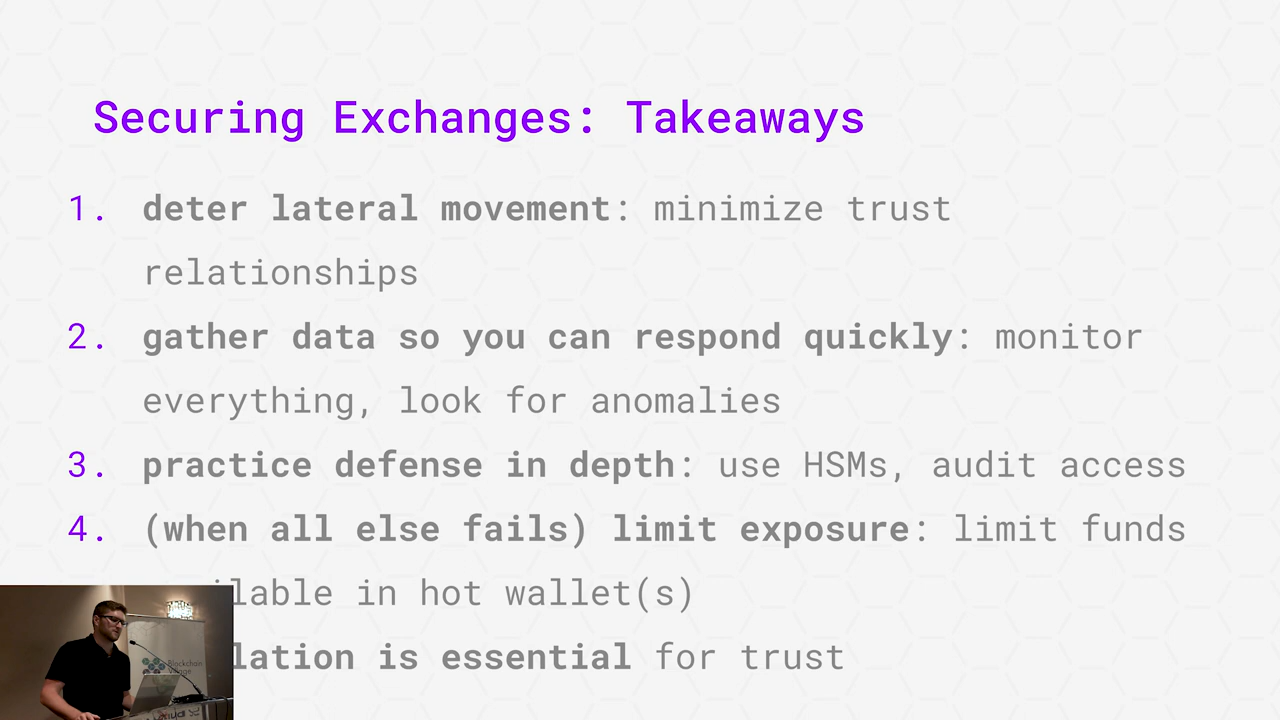 Securing Exchanges: Takeaways
1. deter lateral movement: minimize trust
relationships
2. gather data so you can respond quickly: monitor
everything, look for anomalies
3. practice defense in depth: use HSMs, audit access
4. (when all else fails) limit exposure: limit funds
in hot wallet(s)
is essential for trust
Blockchain
Village